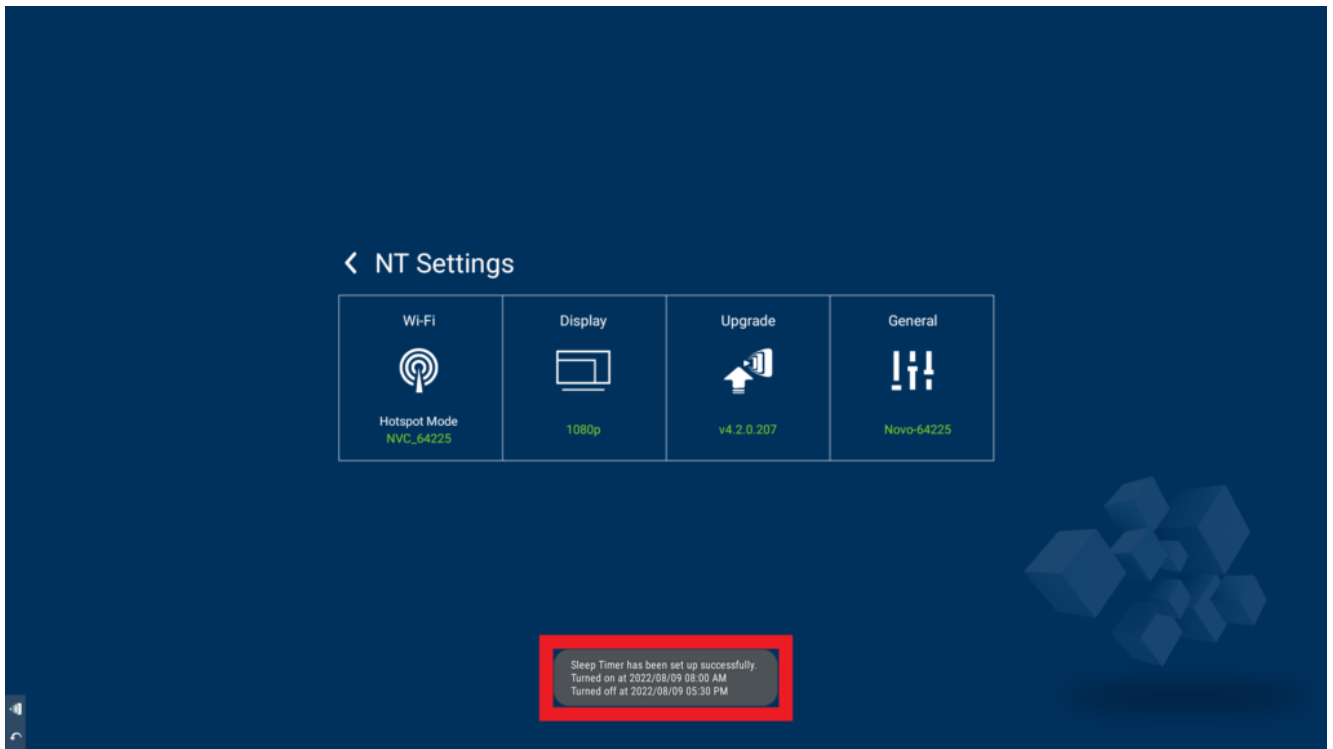 NT Settings
Wi-Fi
Hotspot Mode
NVC_64225
Display
1080p
Upgrade
v4.2.0.207
General
Novo-64225
Sleep Timer has been set up successfully.
Turned on at 2022/08/09 08:00 AM
Turned off at 2022/08/09 05:30 PM